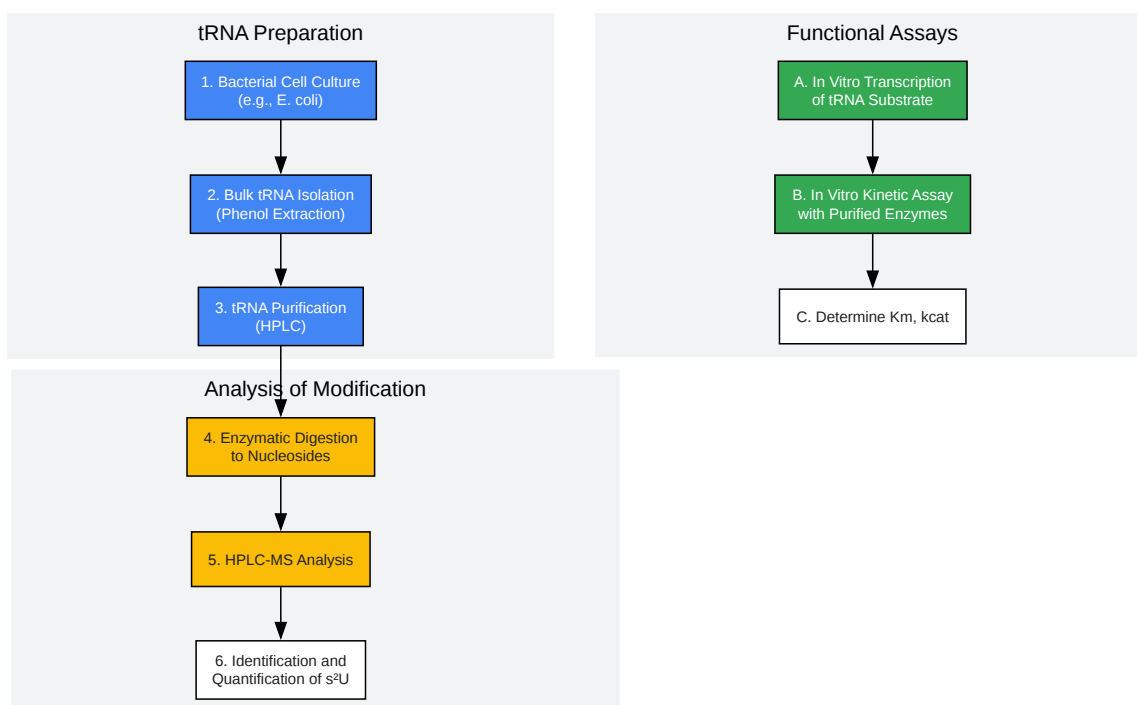 tRNA Preparation
1. Bacterial Cell Culture
(e.g., E. coli)
2. Bulk tRNA Isolation
(Phenol Extraction)
3. tRNA Purification
(HPLC)
Analysis of Modification
4. Enzymatic Digestion
to Nucleosides
5. HPLC-MS Analysis
6. Identification and
Quantification of s²U
Functional Assays
A. In Vitro Transcription
of tRNA Substrate
B. In Vitro Kinetic Assay
with Purified Enzymes
C. Determine Km, kcat